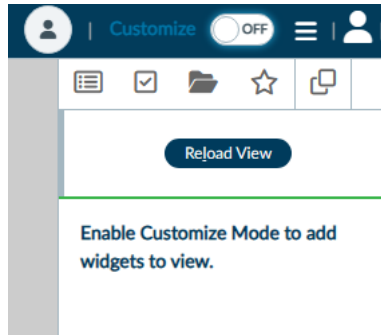 Customize OFF
Reload View
Enable Customize Mode to add
widgets to view.